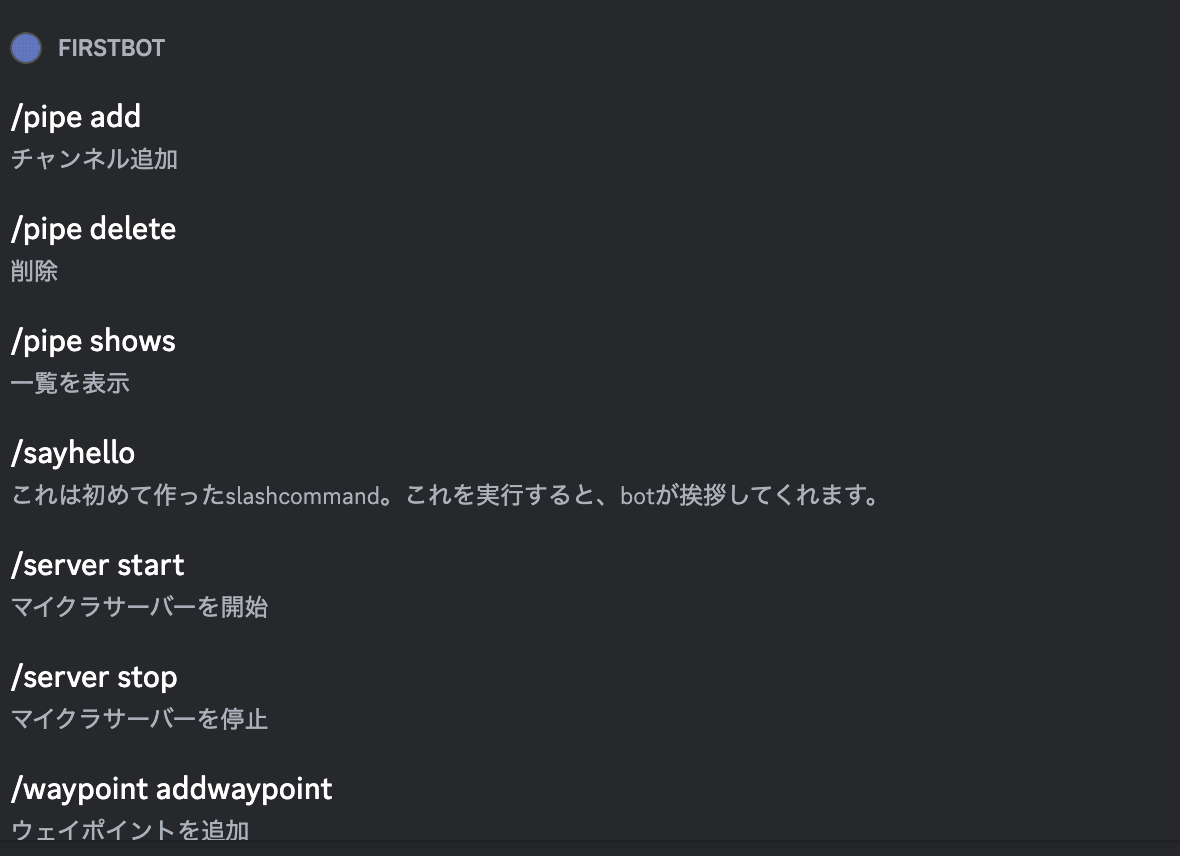 FIRSTBOT
/pipe add
チャンネル追加
/pipe delete
削除
/pipe shows
一覧を表示
/sayhello
これは初めて作ったslashcommand。これを実行すると、botが挨拶してくれます。
/server start
マイクラサーバーを開始
/server stop
マイクラサーバーを停止
/waypoint addwaypoint
ウェイポイントを追加